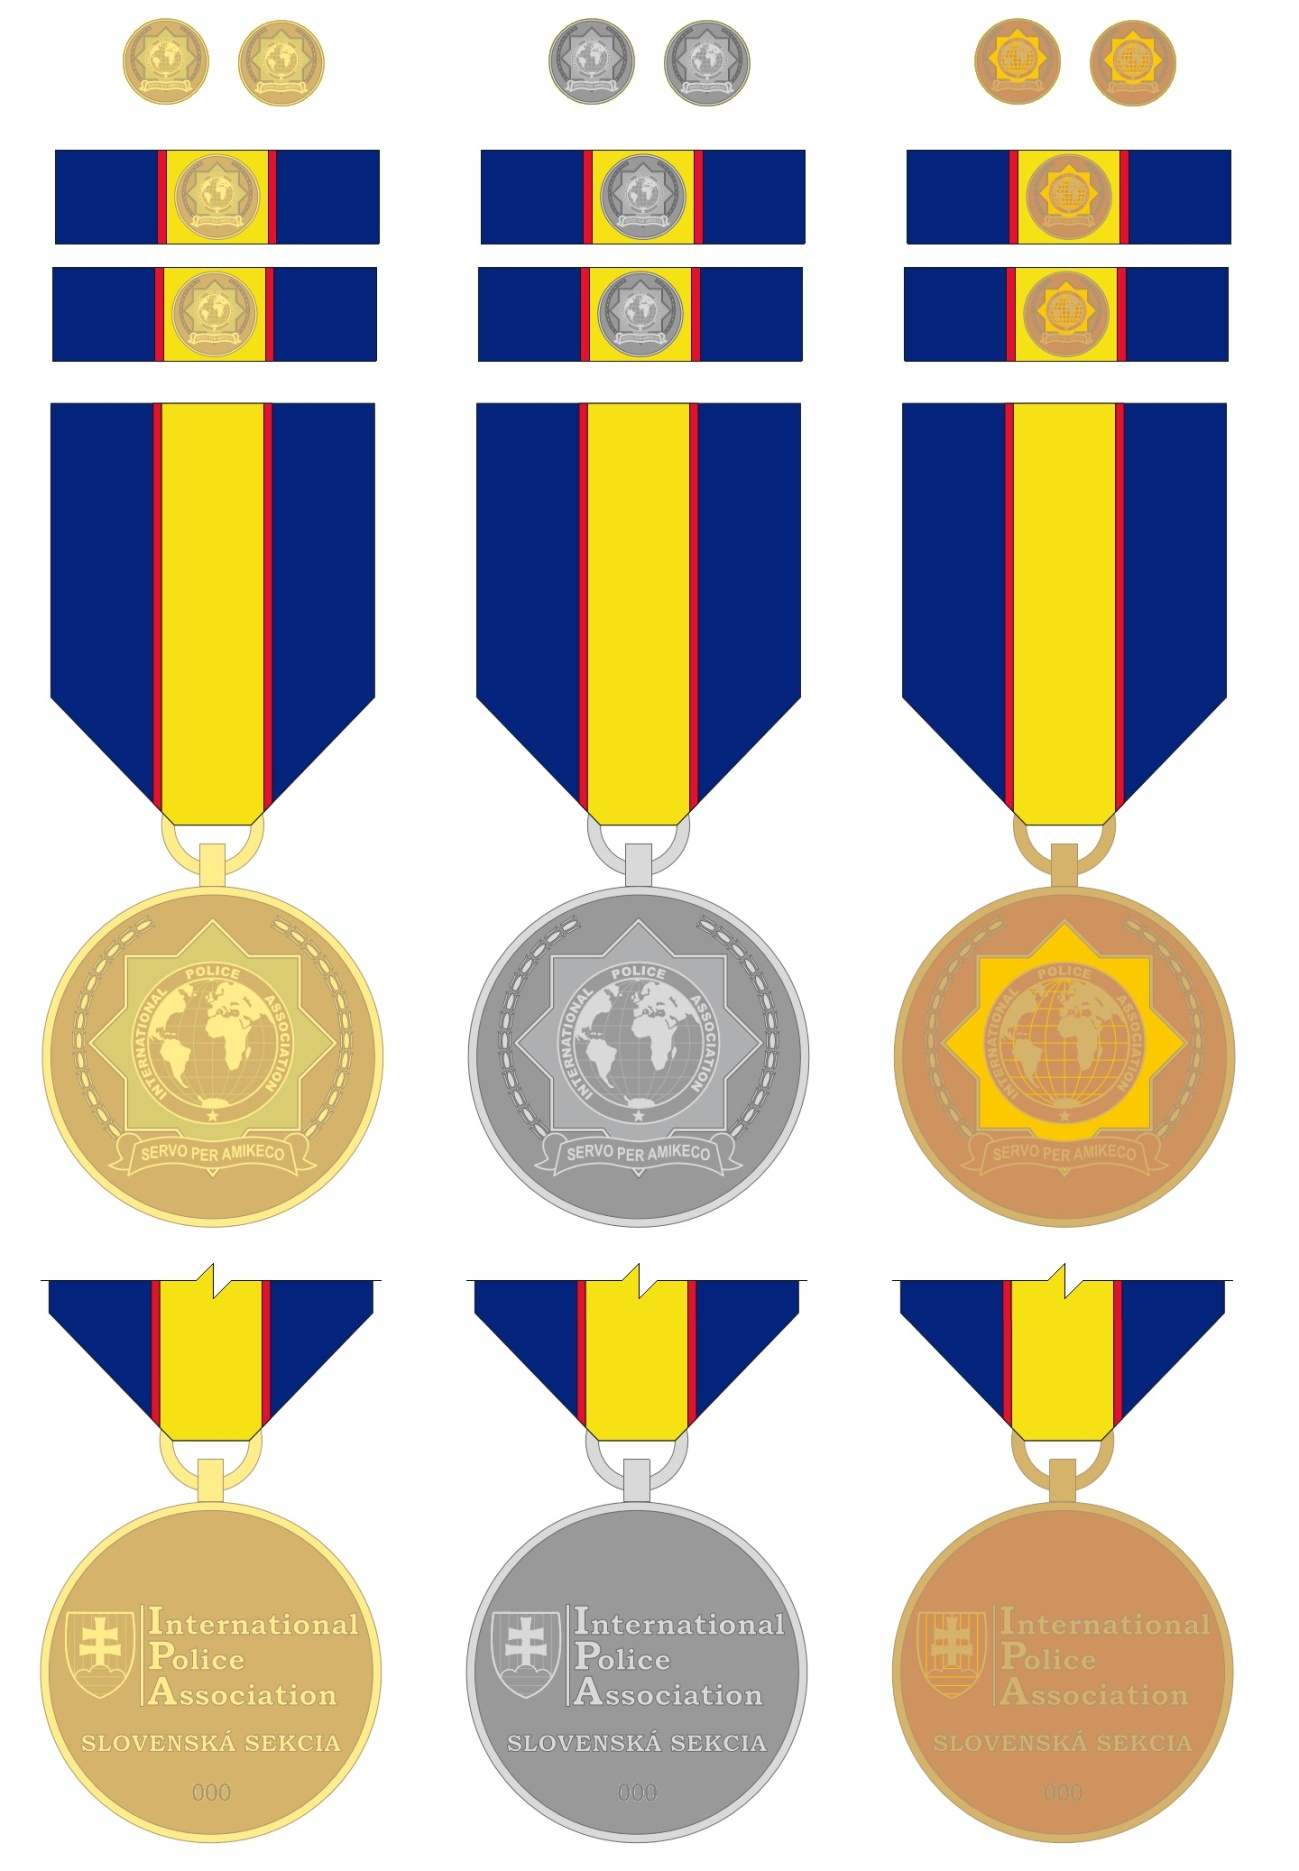 INTERNATIONAL POLICE ASSOCIATION
SERVO PER AMIKECO
INTERNATIONAL POLICE ASSOCIATION
SERVO PER AMIKECO
INTERNATIONAL POLICE ASSOCIATION
SERVO PER AMIKECO
International
Police
Association
SLOVENSKÁ SEKCIA
000
International
Police
Association
SLOVENSKÁ SEKCIA
000
International
Police
Association
SLOVENSKÁ SEKCIA
000